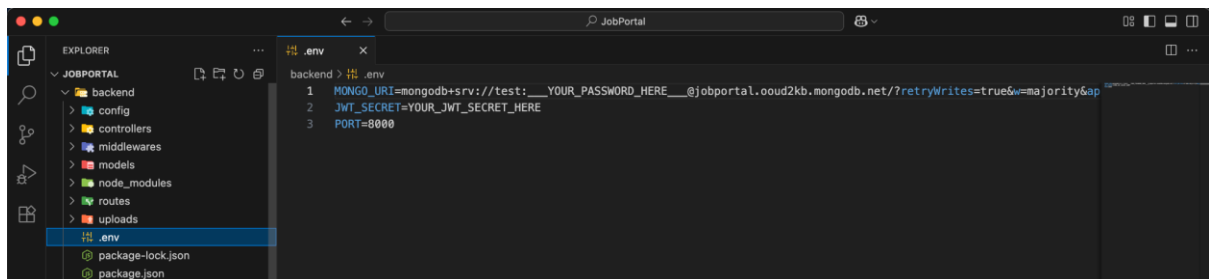 JobPortal
EXPLORER
.env
JOBPORTAL
backend > .env
backend
config
controllers
middlewares
models
node_modules
routes
uploads
.env
package-lock.json
package.json
1 MONGO_URI=mongodb+srv://test:___YOUR_PASSWORD_HERE___@jobportal.ooud2kb.mongodb.net/?retryWrites=true&w=majority&ap
2 JWT_SECRET=YOUR_JWT_SECRET_HERE
3 PORT=8000